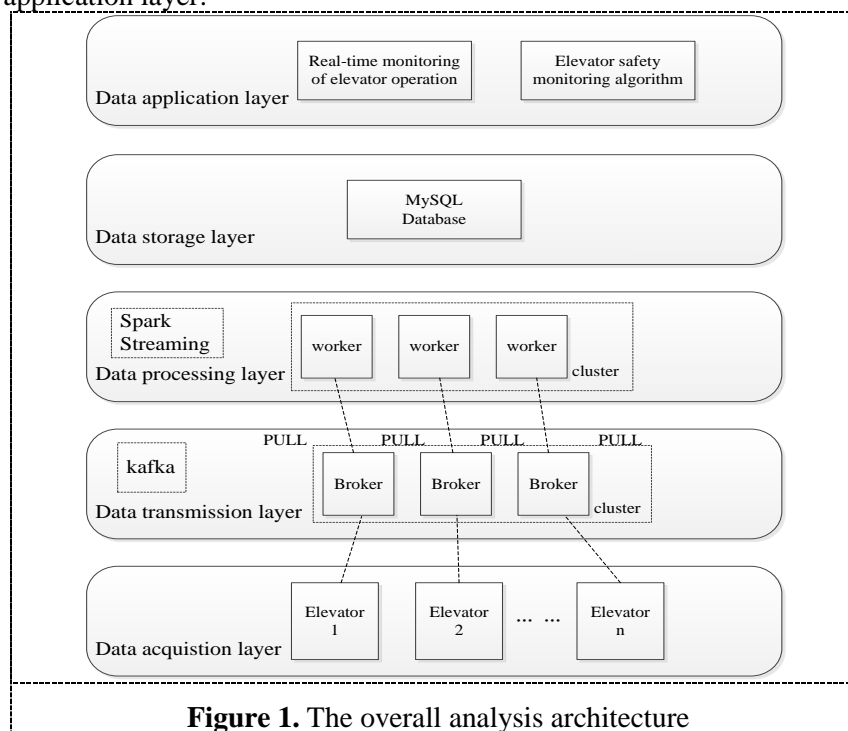 application layer.
Real-time monitoring
of elevator operation
Elevator safety
monitoring algorithm
Data application layer
MySQL
Database
Data storage layer
Spark
Streaming
worker
worker
worker
cluster
Data processing layer
PULL
PULL
PULL
PULL
kafka
Broker
Broker
Broker
cluster
Data transmission layer
Elevator
1
Elevator
2
... ...
Elevator
n
Data acquistion layer
Figure 1. The overall analysis architecture